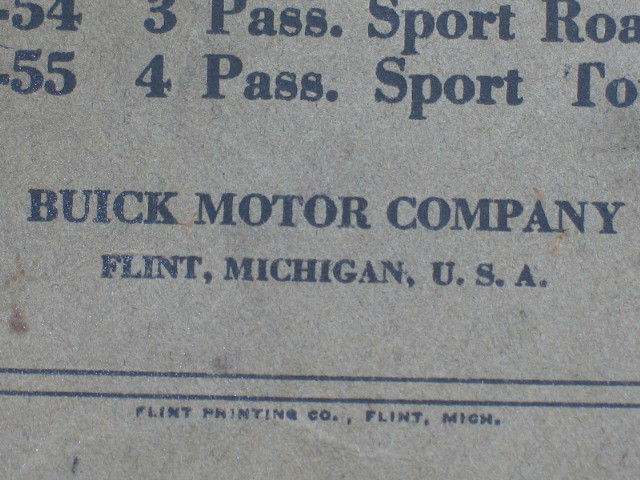 -54 3 Pass. Sport Roa
-55 4 Pass. Sport To
BUICK MOTOR COMPANY
FLINT, MICHIGAN, U. S. A.
FLINT PRINTING CO., FLINT, MICH.